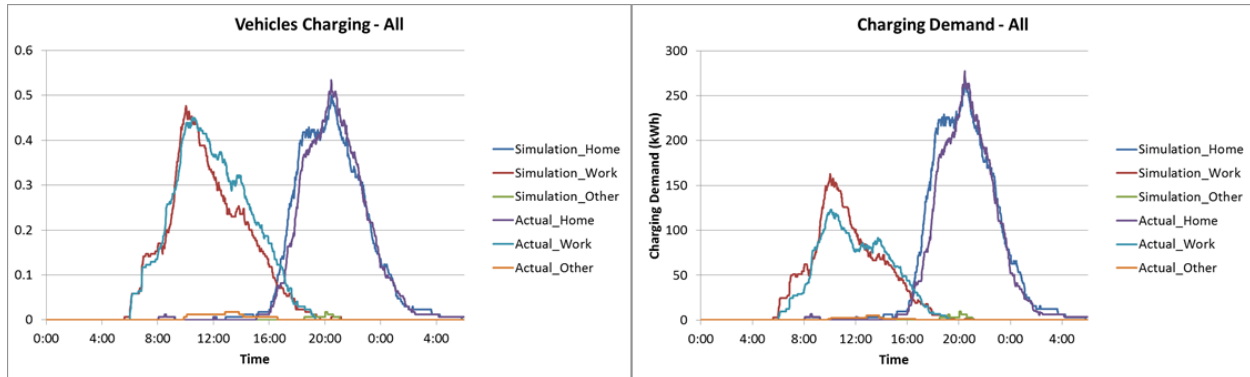 Vehicles Charging - All
0.6
0.5
0.4
0.3
0.2
0.1
0
0:00 4:00 8:00 12:00 16:00 20:00 0:00 4:00
Time
Simulation_Home
Simulation_Work
Simulation_Other
Actual_Home
Actual_Work
Actual_Other
Charging Demand - All
300
250
200
150
100
50
0
Charging Demand (kWh)
0:00 4:00 8:00 12:00 16:00 20:00 0:00 4:00
Time
Simulation_Home
Simulation_Work
Simulation_Other
Actual_Home
Actual_Work
Actual_Other